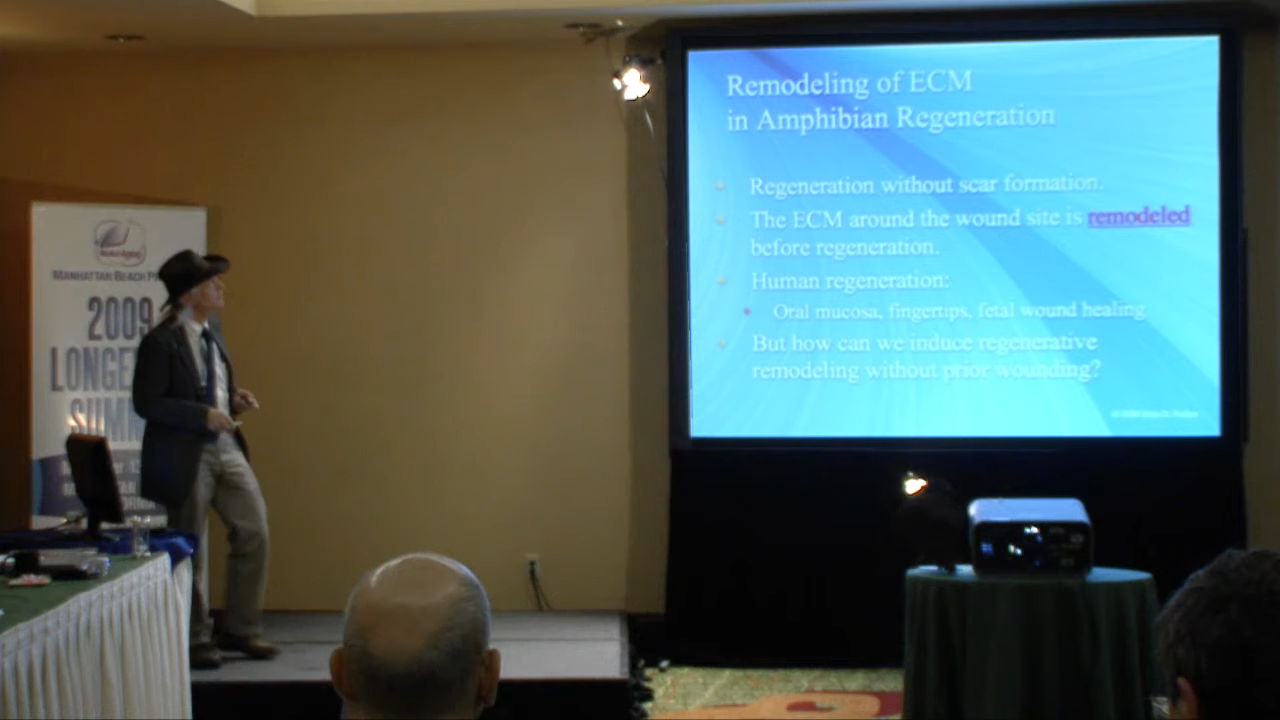 Remodeling of ECM
in Amphibian Regeneration
Regeneration without scar formation.
The ECM around the wound site is remodeled
before regeneration.
Human regeneration:
Oral mucosa, fingertips, fetal wound healing
But how can we induce regenerative
remodeling without prior wounding?
MANHATTAN BEACH
2009